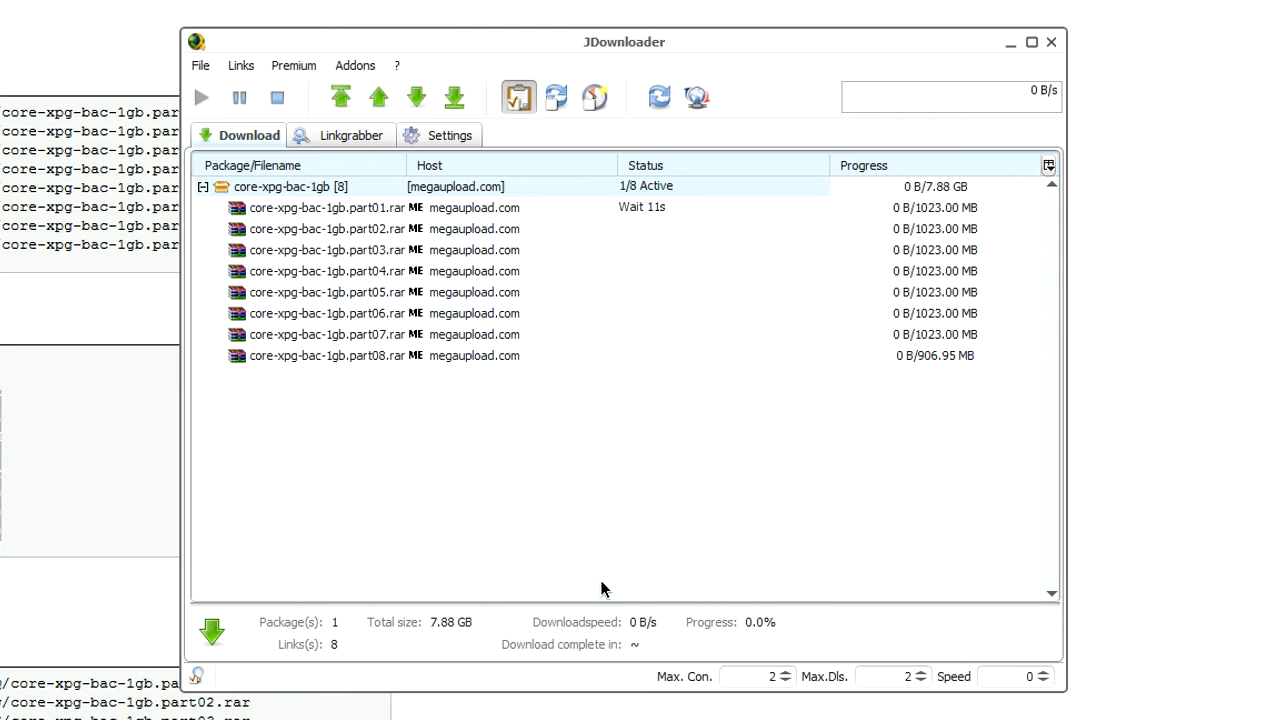 JDownloader
File Links Premium Addons ?
0 B/s
Download Linkgrabber Settings
Package/Filename Host Status Progress
core-xpg-bac-1gb [8] [megaupload.com] 1/8 Active 0 B/7.88 GB
core-xpg-bac-1gb.part01.rar ME megaupload.com Wait 11s 0 B/1023.00 MB
core-xpg-bac-1gb.part02.rar ME megaupload.com 0 B/1023.00 MB
core-xpg-bac-1gb.part03.rar ME megaupload.com 0 B/1023.00 MB
core-xpg-bac-1gb.part04.rar ME megaupload.com 0 B/1023.00 MB
core-xpg-bac-1gb.part05.rar ME megaupload.com 0 B/1023.00 MB
core-xpg-bac-1gb.part06.rar ME megaupload.com 0 B/1023.00 MB
core-xpg-bac-1gb.part07.rar ME megaupload.com 0 B/1023.00 MB
core-xpg-bac-1gb.part08.rar ME megaupload.com 0 B/906.95 MB
Package(s): 1 Total size: 7.88 GB Downloadspeed: 0 B/s Progress: 0.0%
Links(s): 8 Download complete in: ~
Max. Con. 2 Max.Dls. 2 Speed 0
/core-xpg-bac-1gb.par
/core-xpg-bac-1gb.par
/core-xpg-bac-1gb.par
/core-xpg-bac-1gb.par
/core-xpg-bac-1gb.par
/core-xpg-bac-1gb.par
/core-xpg-bac-1gb.par
/core-xpg-bac-1gb.par
/core-xpg-bac-1gb.pa
/core-xpg-bac-1gb.part02.rar